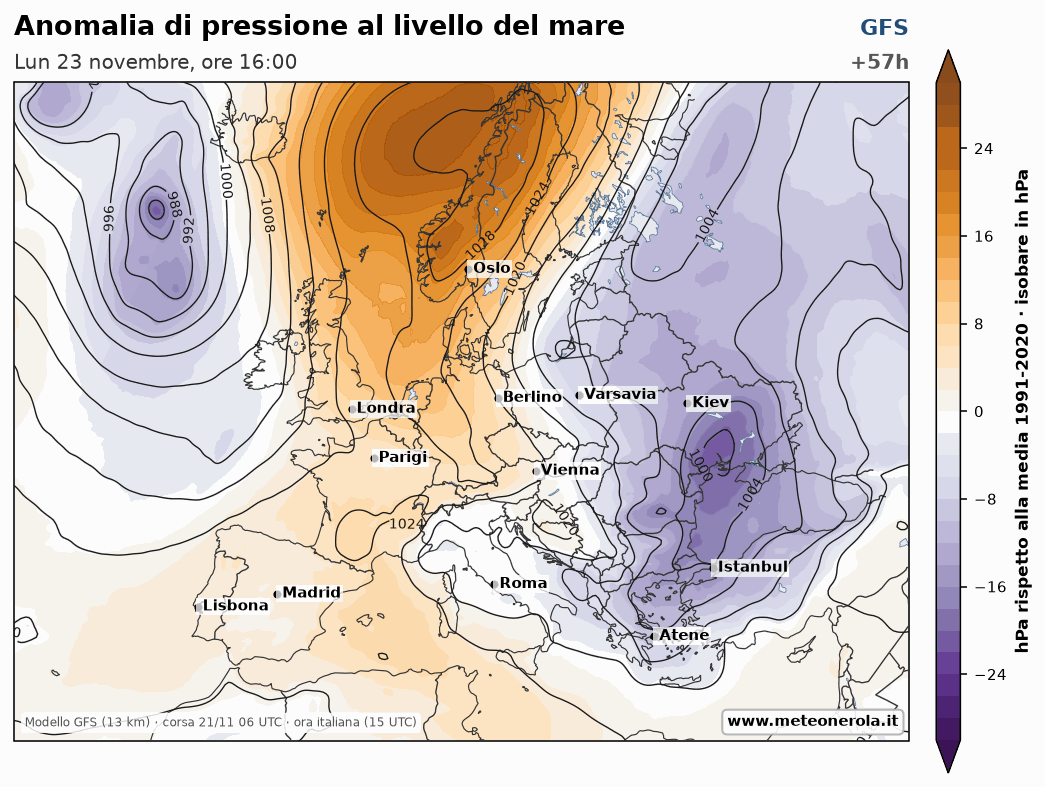 Anomalia di pressione al livello del mare
GFS
Lun 23 novembre, ore 16:00
+57h
1000
1008
988
996
992
1004
1024
1028
1020
Oslo
24
16
8
0
−8
−16
−24
hPa rispetto alla media 1991-2020 · isobare in hPa
Berlino
Varsavia
Kiev
Londra
Parigi
Vienna
1000
1004
1024
Istanbul
Roma
Madrid
Lisbona
Atene
Modello GFS (13 km) · corsa 21/11 06 UTC · ora italiana (15 UTC)
www.meteonerola.it